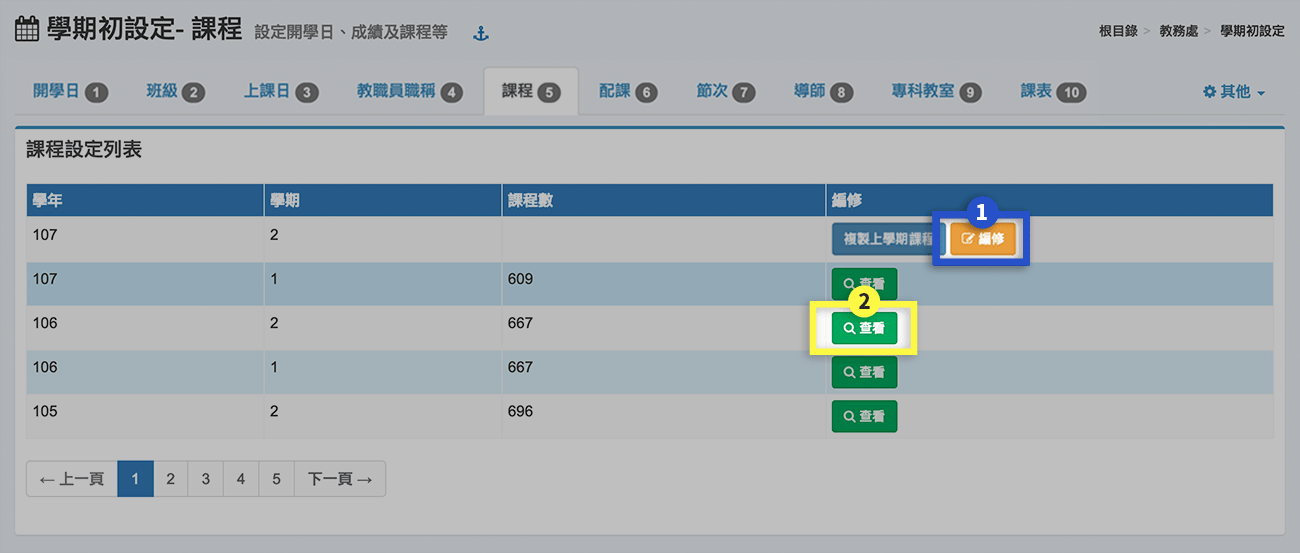 學期初設定- 課程 設定開學日、成績及課程等
根目錄 > 教務處 > 學期初設定
開學日 1 班級 2 上課日 3 教職員職稱 4 課程 5 配課 6 節次 7 導師 8 專科教室 9 課表 10 其他
課程設定列表
學年 學期 課程數 編修
1
107 2 複製上學期課程 編修
107 1 609 查看
2
106 2 667 查看
106 1 667 查看
105 2 696 查看
← 上一頁 1 2 3 4 5 下一頁 →